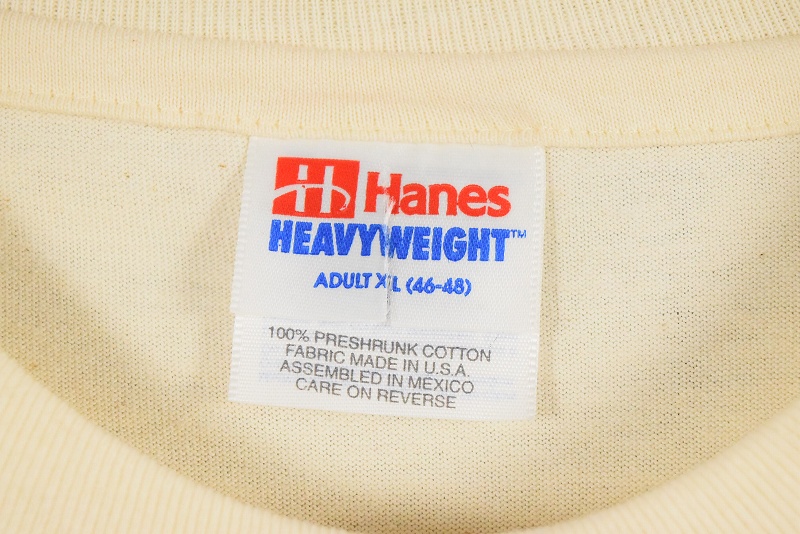 H Hanes
HEAVYWEIGHT™
ADULT XL (46-48)
100% PRESHRUNK COTTON
FABRIC MADE IN U.S.A.
ASSEMBLED IN MEXICO
CARE ON REVERSE